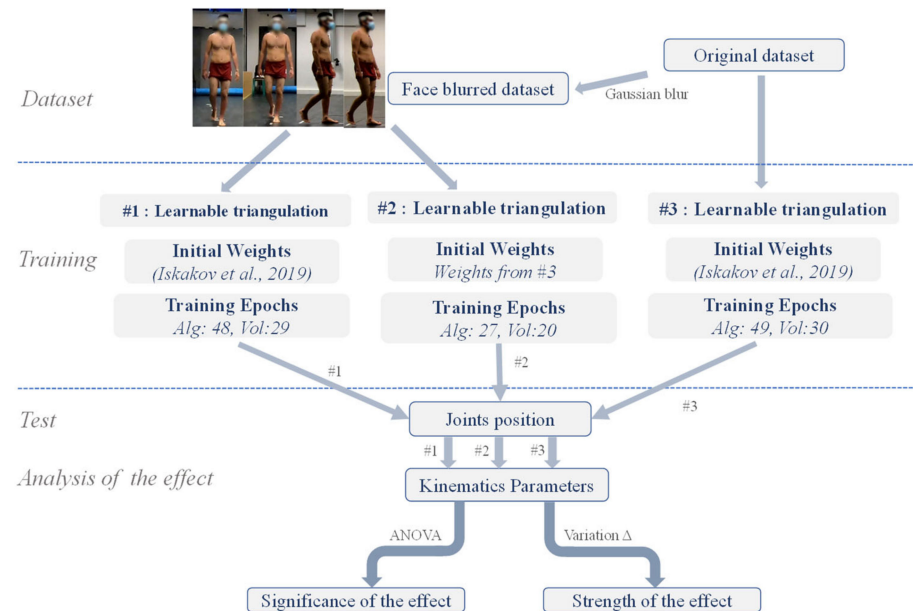 Original dataset
Dataset
Face blurred dataset
Gaussian blur
#1 : Learnable triangulation
#2 : Learnable triangulation
#3 : Learnable triangulation
Training
Initial Weights
(Iskakov et al., 2019)
Initial Weights
Weights from #3
Initial Weights
(Iskakov et al., 2019)
Training Epochs
Alg: 48, Vol:29
Training Epochs
Alg: 27, Vol:20
Training Epochs
Alg: 49, Vol:30
#1
#2
#3
Test
Joints position
#1
#2
#3
Analysis of the effect
Kinematics Parameters
ANOVA
Variation Δ
Significance of the effect
Strength of the effect